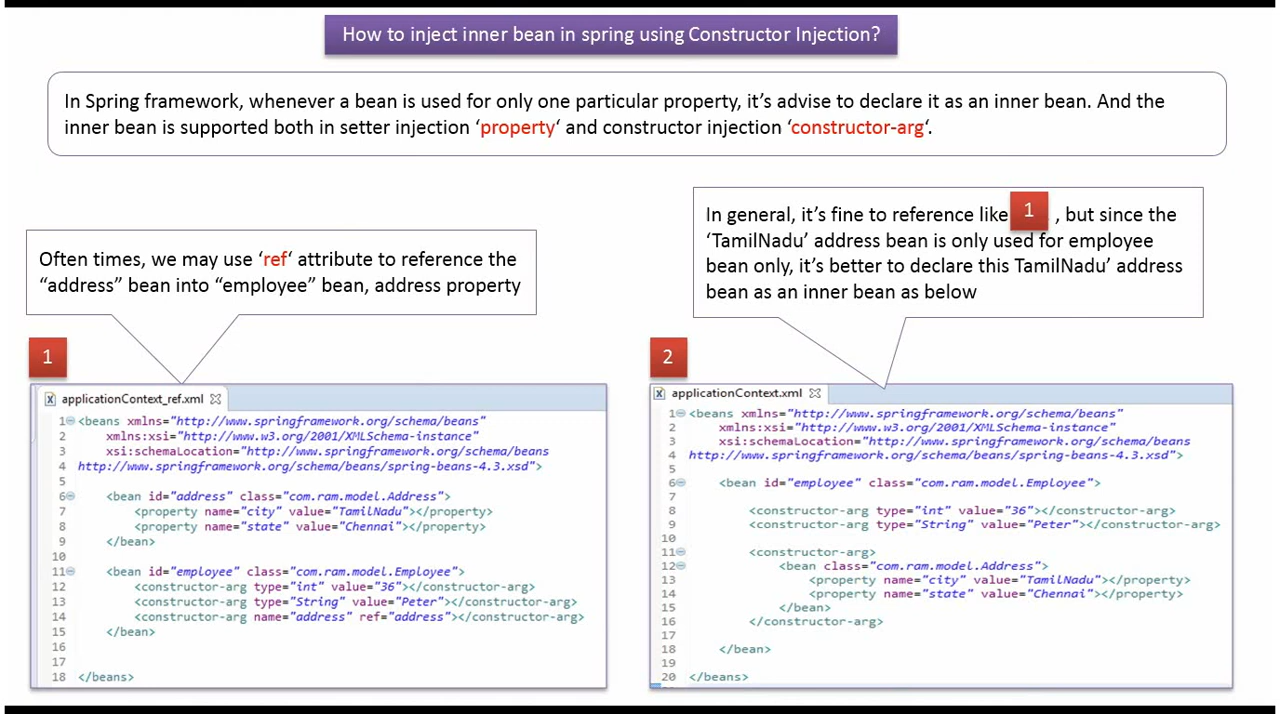 How to inject inner bean in spring using Constructor Injection?
In Spring framework, whenever a bean is used for only one particular property, it’s advise to declare it as an inner bean. And the
inner bean is supported both in setter injection ‘property‘ and constructor injection ‘constructor-arg‘.
Often times, we may use ‘ref‘ attribute to reference the
“address” bean into “employee” bean, address property
In general, it’s fine to reference like 1 , but since the
‘TamilNadu’ address bean is only used for employee
bean only, it’s better to declare this TamilNadu’ address
bean as an inner bean as below
1
applicationContext_ref.xml
1 <beans xmlns="http://www.springframework.org/schema/beans"
2 xmlns:xsi="http://www.w3.org/2001/XMLSchema-instance"
3 xsi:schemaLocation="http://www.springframework.org/schema/beans
4 http://www.springframework.org/schema/beans/spring-beans-4.3.xsd">
5
6 <bean id="address" class="com.ram.model.Address">
7 <property name="city" value="TamilNadu"></property>
8 <property name="state" value="Chennai"></property>
9 </bean>
10
11 <bean id="employee" class="com.ram.model.Employee">
12 <constructor-arg type="int" value="36"></constructor-arg>
13 <constructor-arg type="String" value="Peter"></constructor-arg>
14 <constructor-arg name="address" ref="address"></constructor-arg>
15 </bean>
16
17
18 </beans>
2
applicationContext.xml
1 <beans xmlns="http://www.springframework.org/schema/beans"
2 xmlns:xsi="http://www.w3.org/2001/XMLSchema-instance"
3 xsi:schemaLocation="http://www.springframework.org/schema/beans
4 http://www.springframework.org/schema/beans/spring-beans-4.3.xsd">
5
6 <bean id="employee" class="com.ram.model.Employee">
7
8 <constructor-arg type="int" value="36"></constructor-arg>
9 <constructor-arg type="String" value="Peter"></constructor-arg>
10
11 <constructor-arg>
12 <bean class="com.ram.model.Address">
13 <property name="city" value="TamilNadu"></property>
14 <property name="state" value="Chennai"></property>
15 </bean>
16 </constructor-arg>
17
18 </bean>
19
20 </beans>